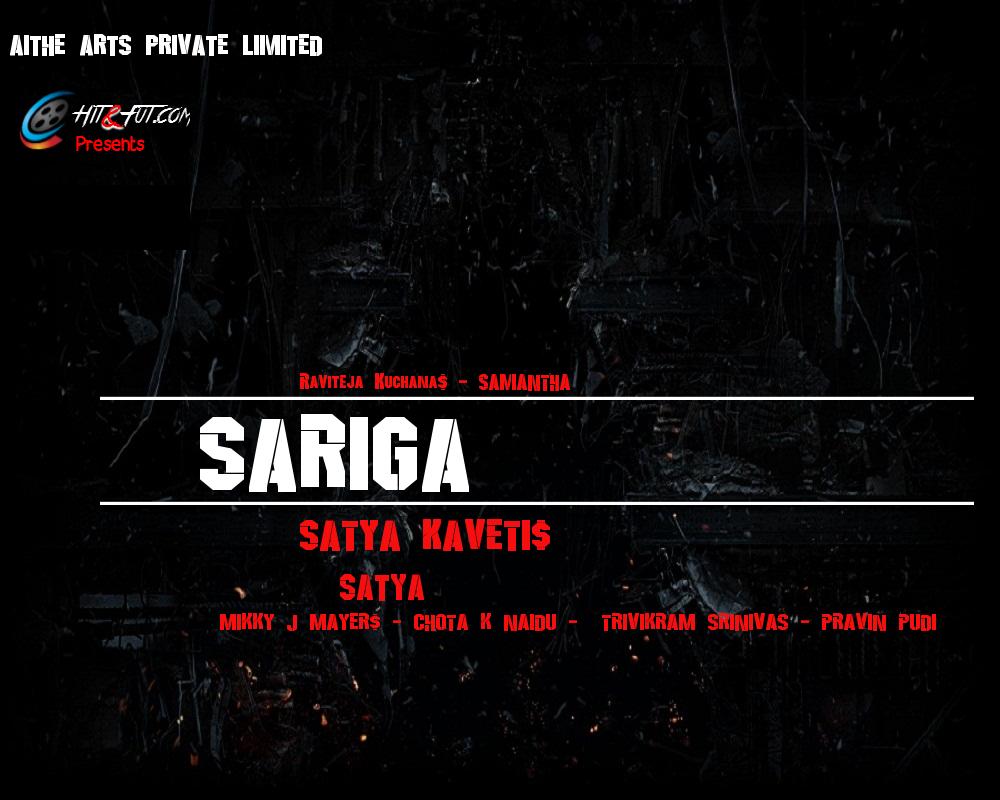 AITHE ARTS PRIVATE LIIMITED
HIT&FUT.COM
Presents
RAVITEJA KUCHANA$ - SAMANTHA
SARIGA
SATYA KAVETI$
SATYA
MIKKY J MAYER$ - CHOTA K NAIDU - TRIVIKRAM SRINIVAS - PRAVIN PUDI